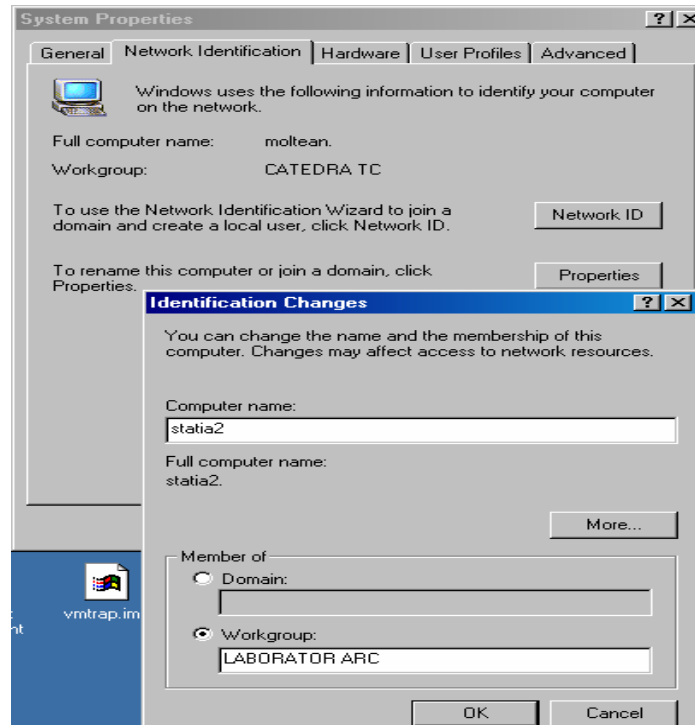 System Properties
General Network Identification Hardware User Profiles Advanced
Windows uses the following information to identify your computer
on the network.
Full computer name: moltean.
Workgroup: CATEDRA TC
To use the Network Identification Wizard to join a
domain and create a local user, click Network ID.
Network ID
To rename this computer or join a domain, click
Properties.
Properties
Identification Changes
You can change the name and the membership of this
computer. Changes may affect access to network resources.
Computer name:
statia2
Full computer name:
statia2.
More...
Member of
Domain:
Workgroup:
LABORATOR ARC
OK Cancel
vmtrap.im
nt